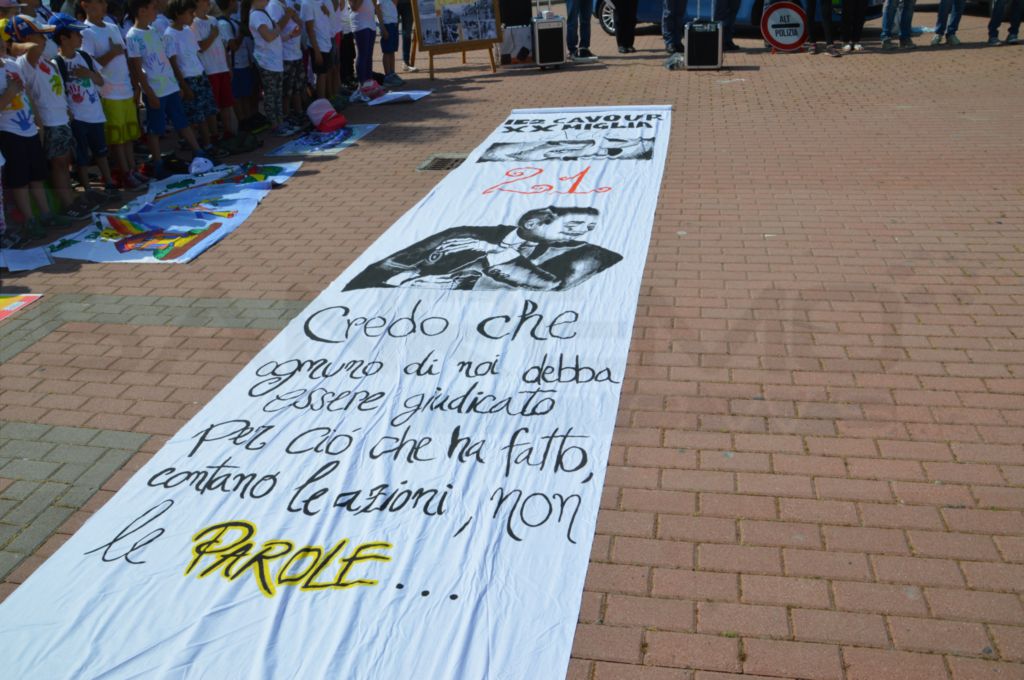 IE2 CAVOUR
XX MIGLIA
21
Credo che
ognuno di noi debba
essere giudicato
per ciò che ha fatto,
contano le azioni, non
le PAROLE...
ALT
POLIZIA